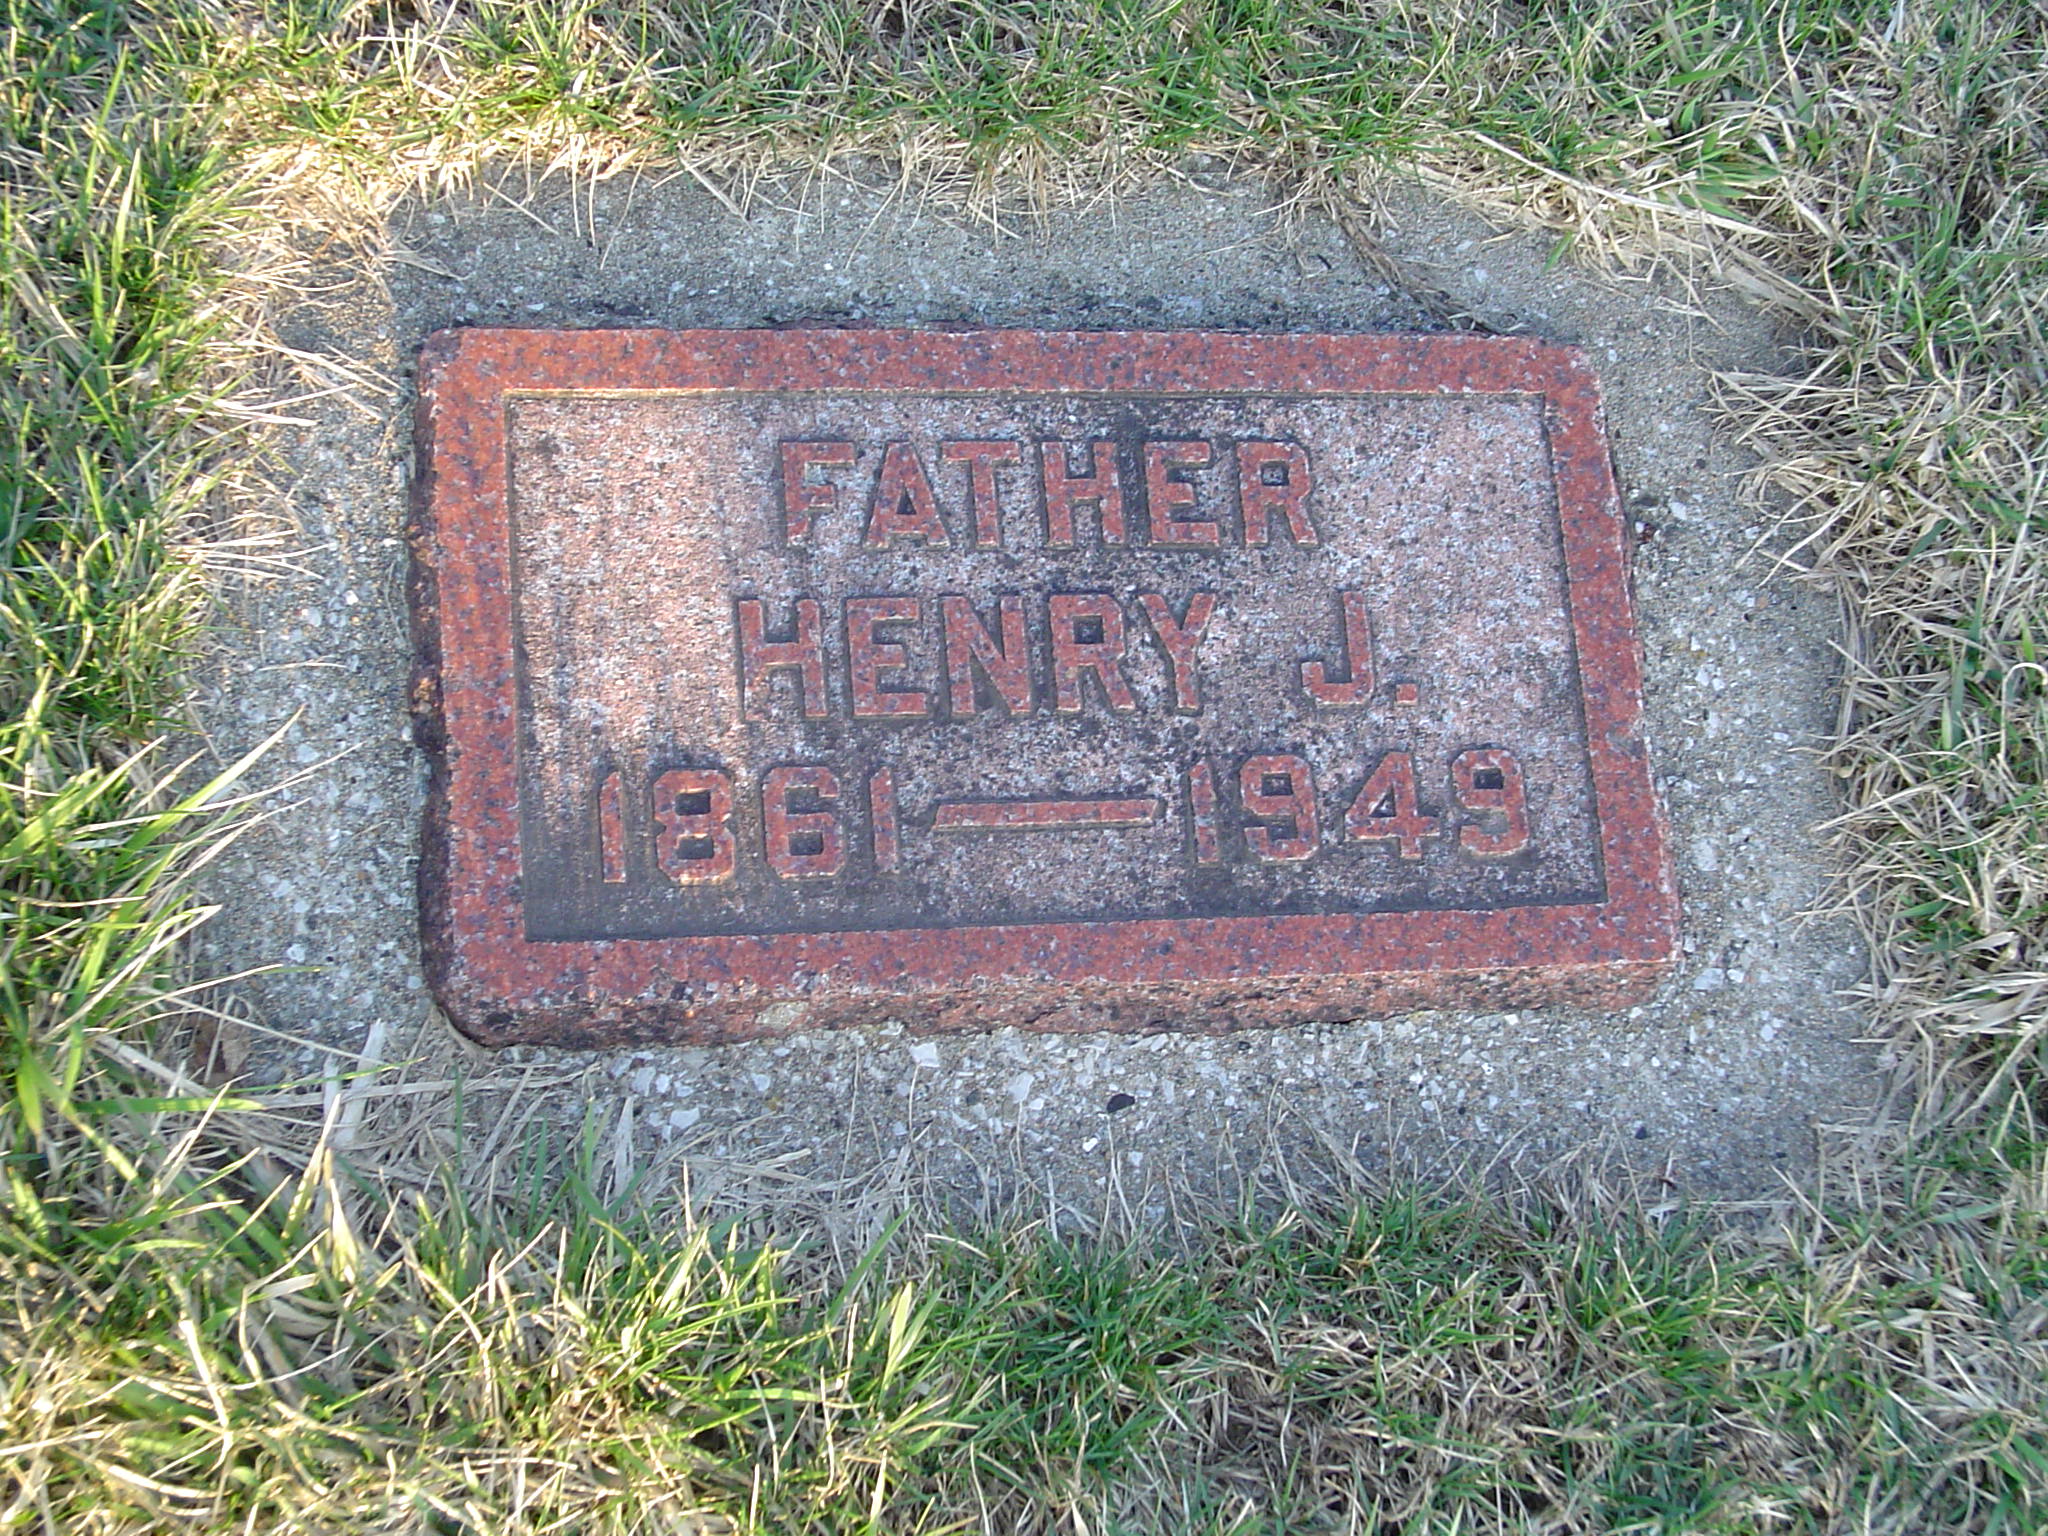 FATHER
HENRY J.
1861 — 1949